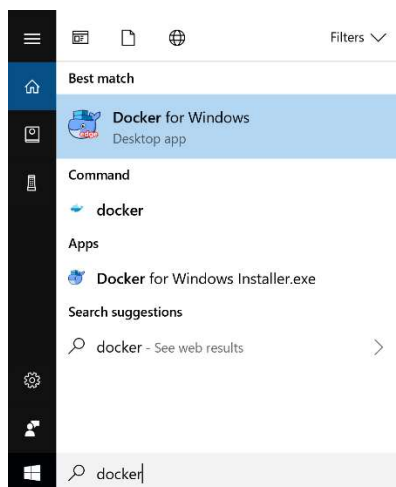 Filters
Best match
Docker for Windows
edge
Desktop app
Command
docker
Apps
Docker for Windows Installer.exe
Search suggestions
docker - See web results
docker